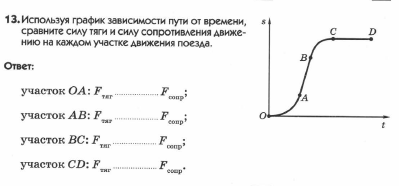 13. Используя график зависимости пути от времени,
сравните силу тяги и силу сопротивления движе-
нию на каждом участке движения поезда.
Ответ:
участок OA: Fтяг .................. Fсопр;
участок AB: Fтяг .................. Fсопр;
участок BC: Fтяг .................. Fсопр;
участок CD: Fтяг .................. Fсопр.
s
C
D
B
A
O
t